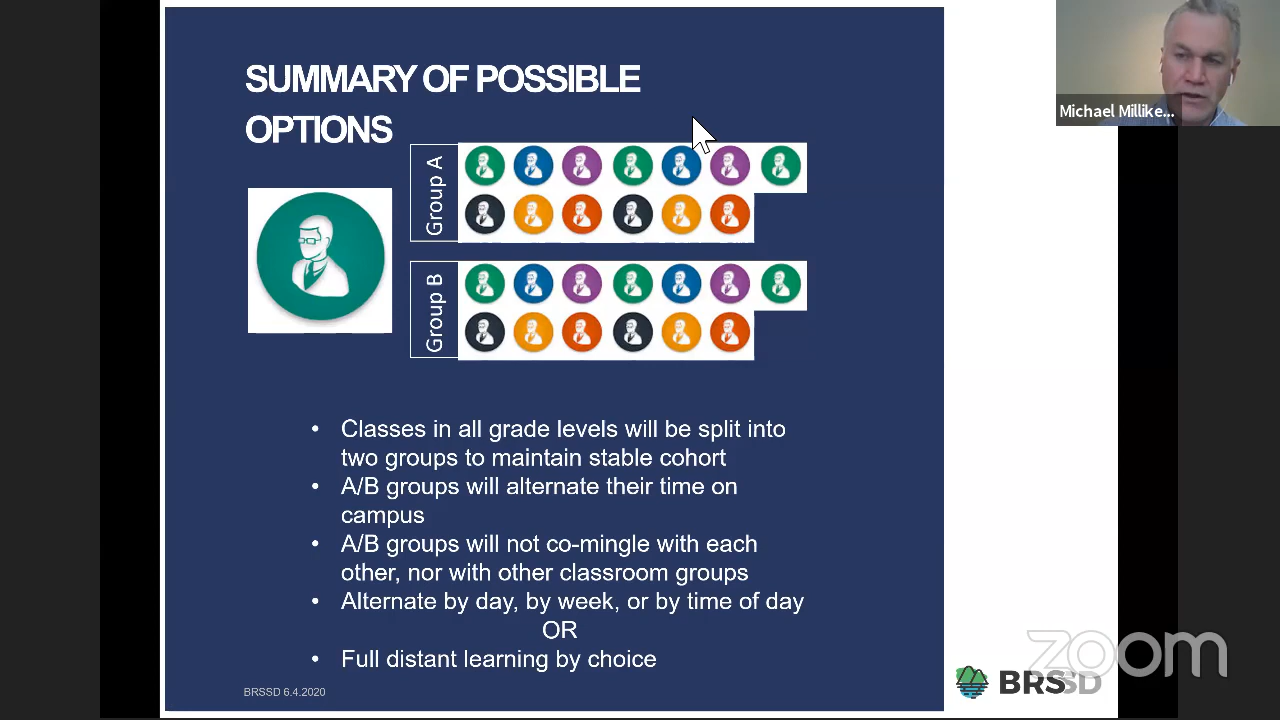 SUMMARY OF POSSIBLE
OPTIONS
Michael Millike...
Group A
Group B
• Classes in all grade levels will be split into
two groups to maintain stable cohort
• A/B groups will alternate their time on
campus
• A/B groups will not co-mingle with each
other, nor with other classroom groups
• Alternate by day, by week, or by time of day
OR
• Full distant learning by choice
BRSSD 6.4.2020
BRSSD
zoom